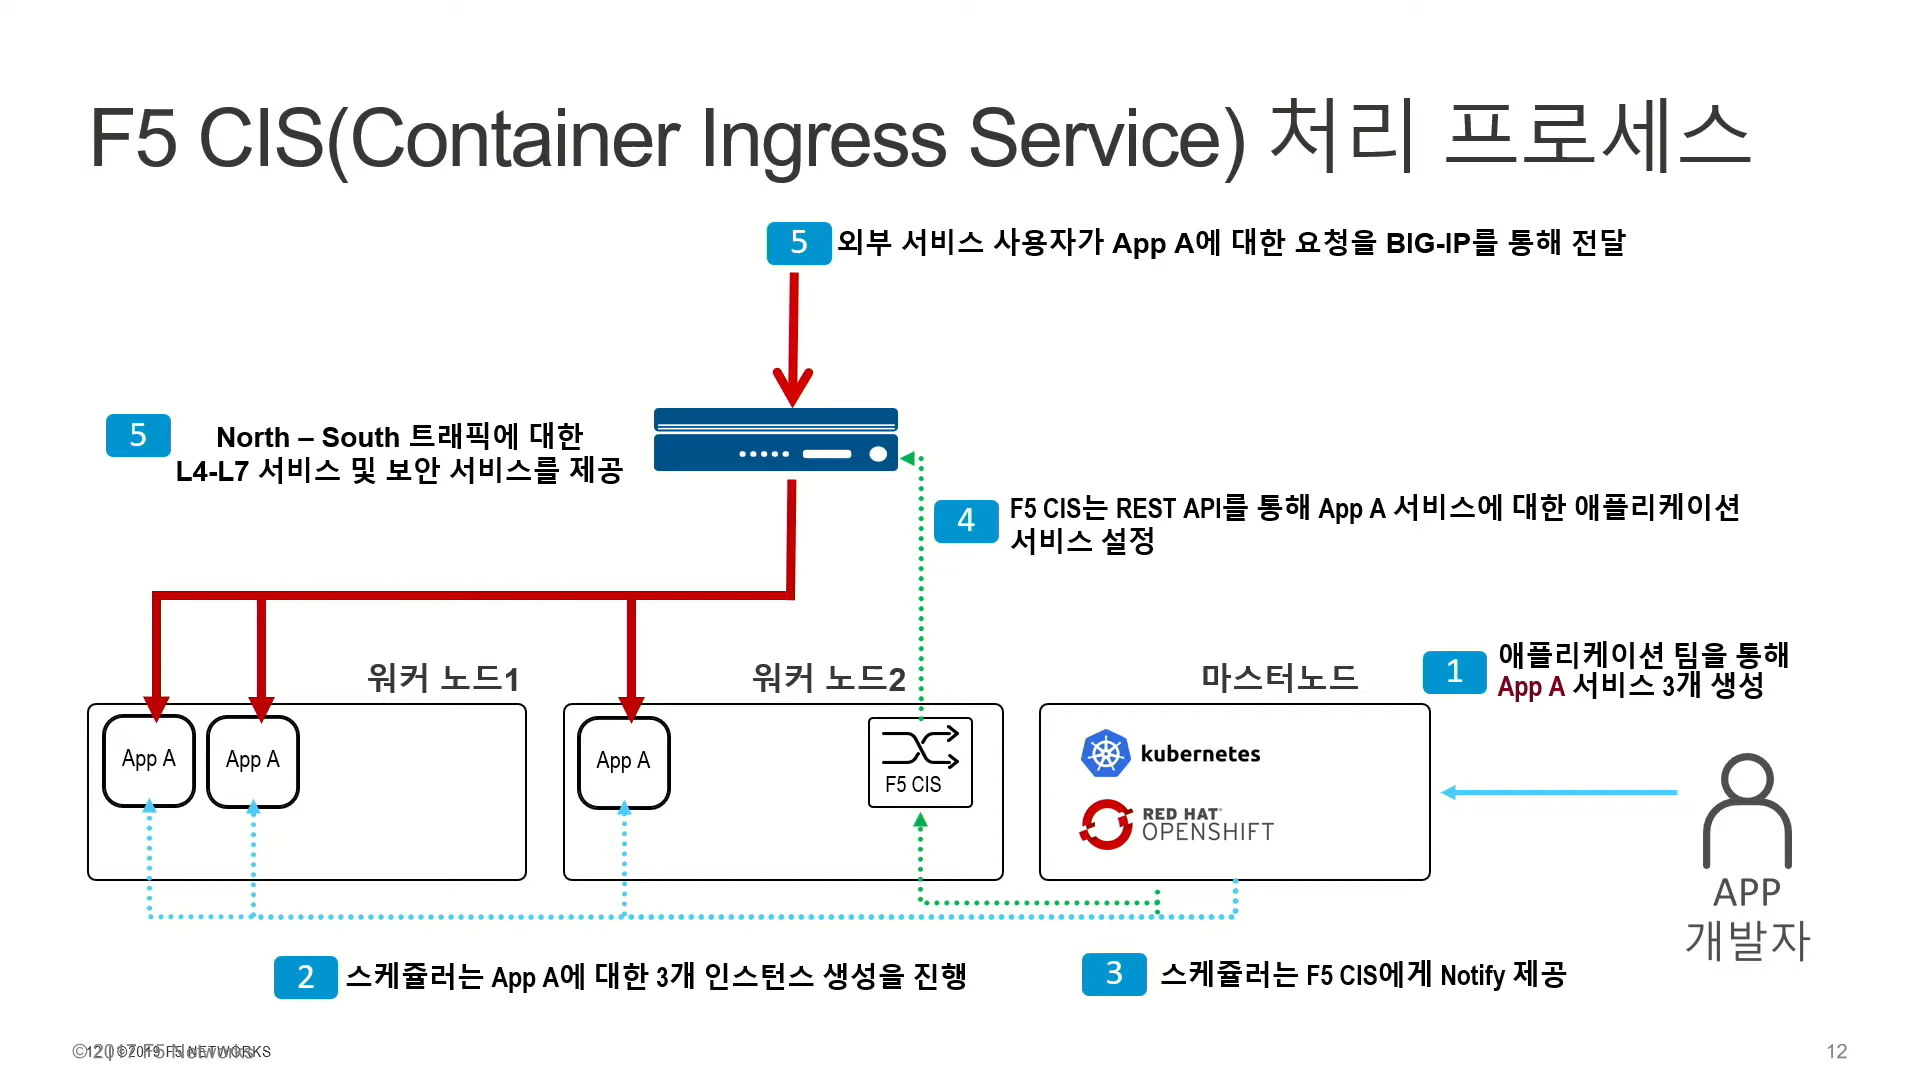 F5 CIS(Container Ingress Service) 처리 프로세스
5 외부 서비스 사용자가 App A에 대한 요청을 BIG-IP를 통해 전달
5 North – South 트래픽에 대한
L4-L7 서비스 및 보안 서비스를 제공
4 F5 CIS는 REST API를 통해 App A 서비스에 대한 애플리케이션
서비스 설정
1 애플리케이션 팀을 통해
App A 서비스 3개 생성
워커 노드1
워커 노드2
마스터노드
App A
App A
App A
F5 CIS
kubernetes
RED HAT
OPENSHIFT
APP
개발자
2 스케쥴러는 App A에 대한 3개 인스턴스 생성을 진행
3 스케쥴러는 F5 CIS에게 Notify 제공
©2017 F5 Networks
12 | ©2019 F5 NETWORKS
12